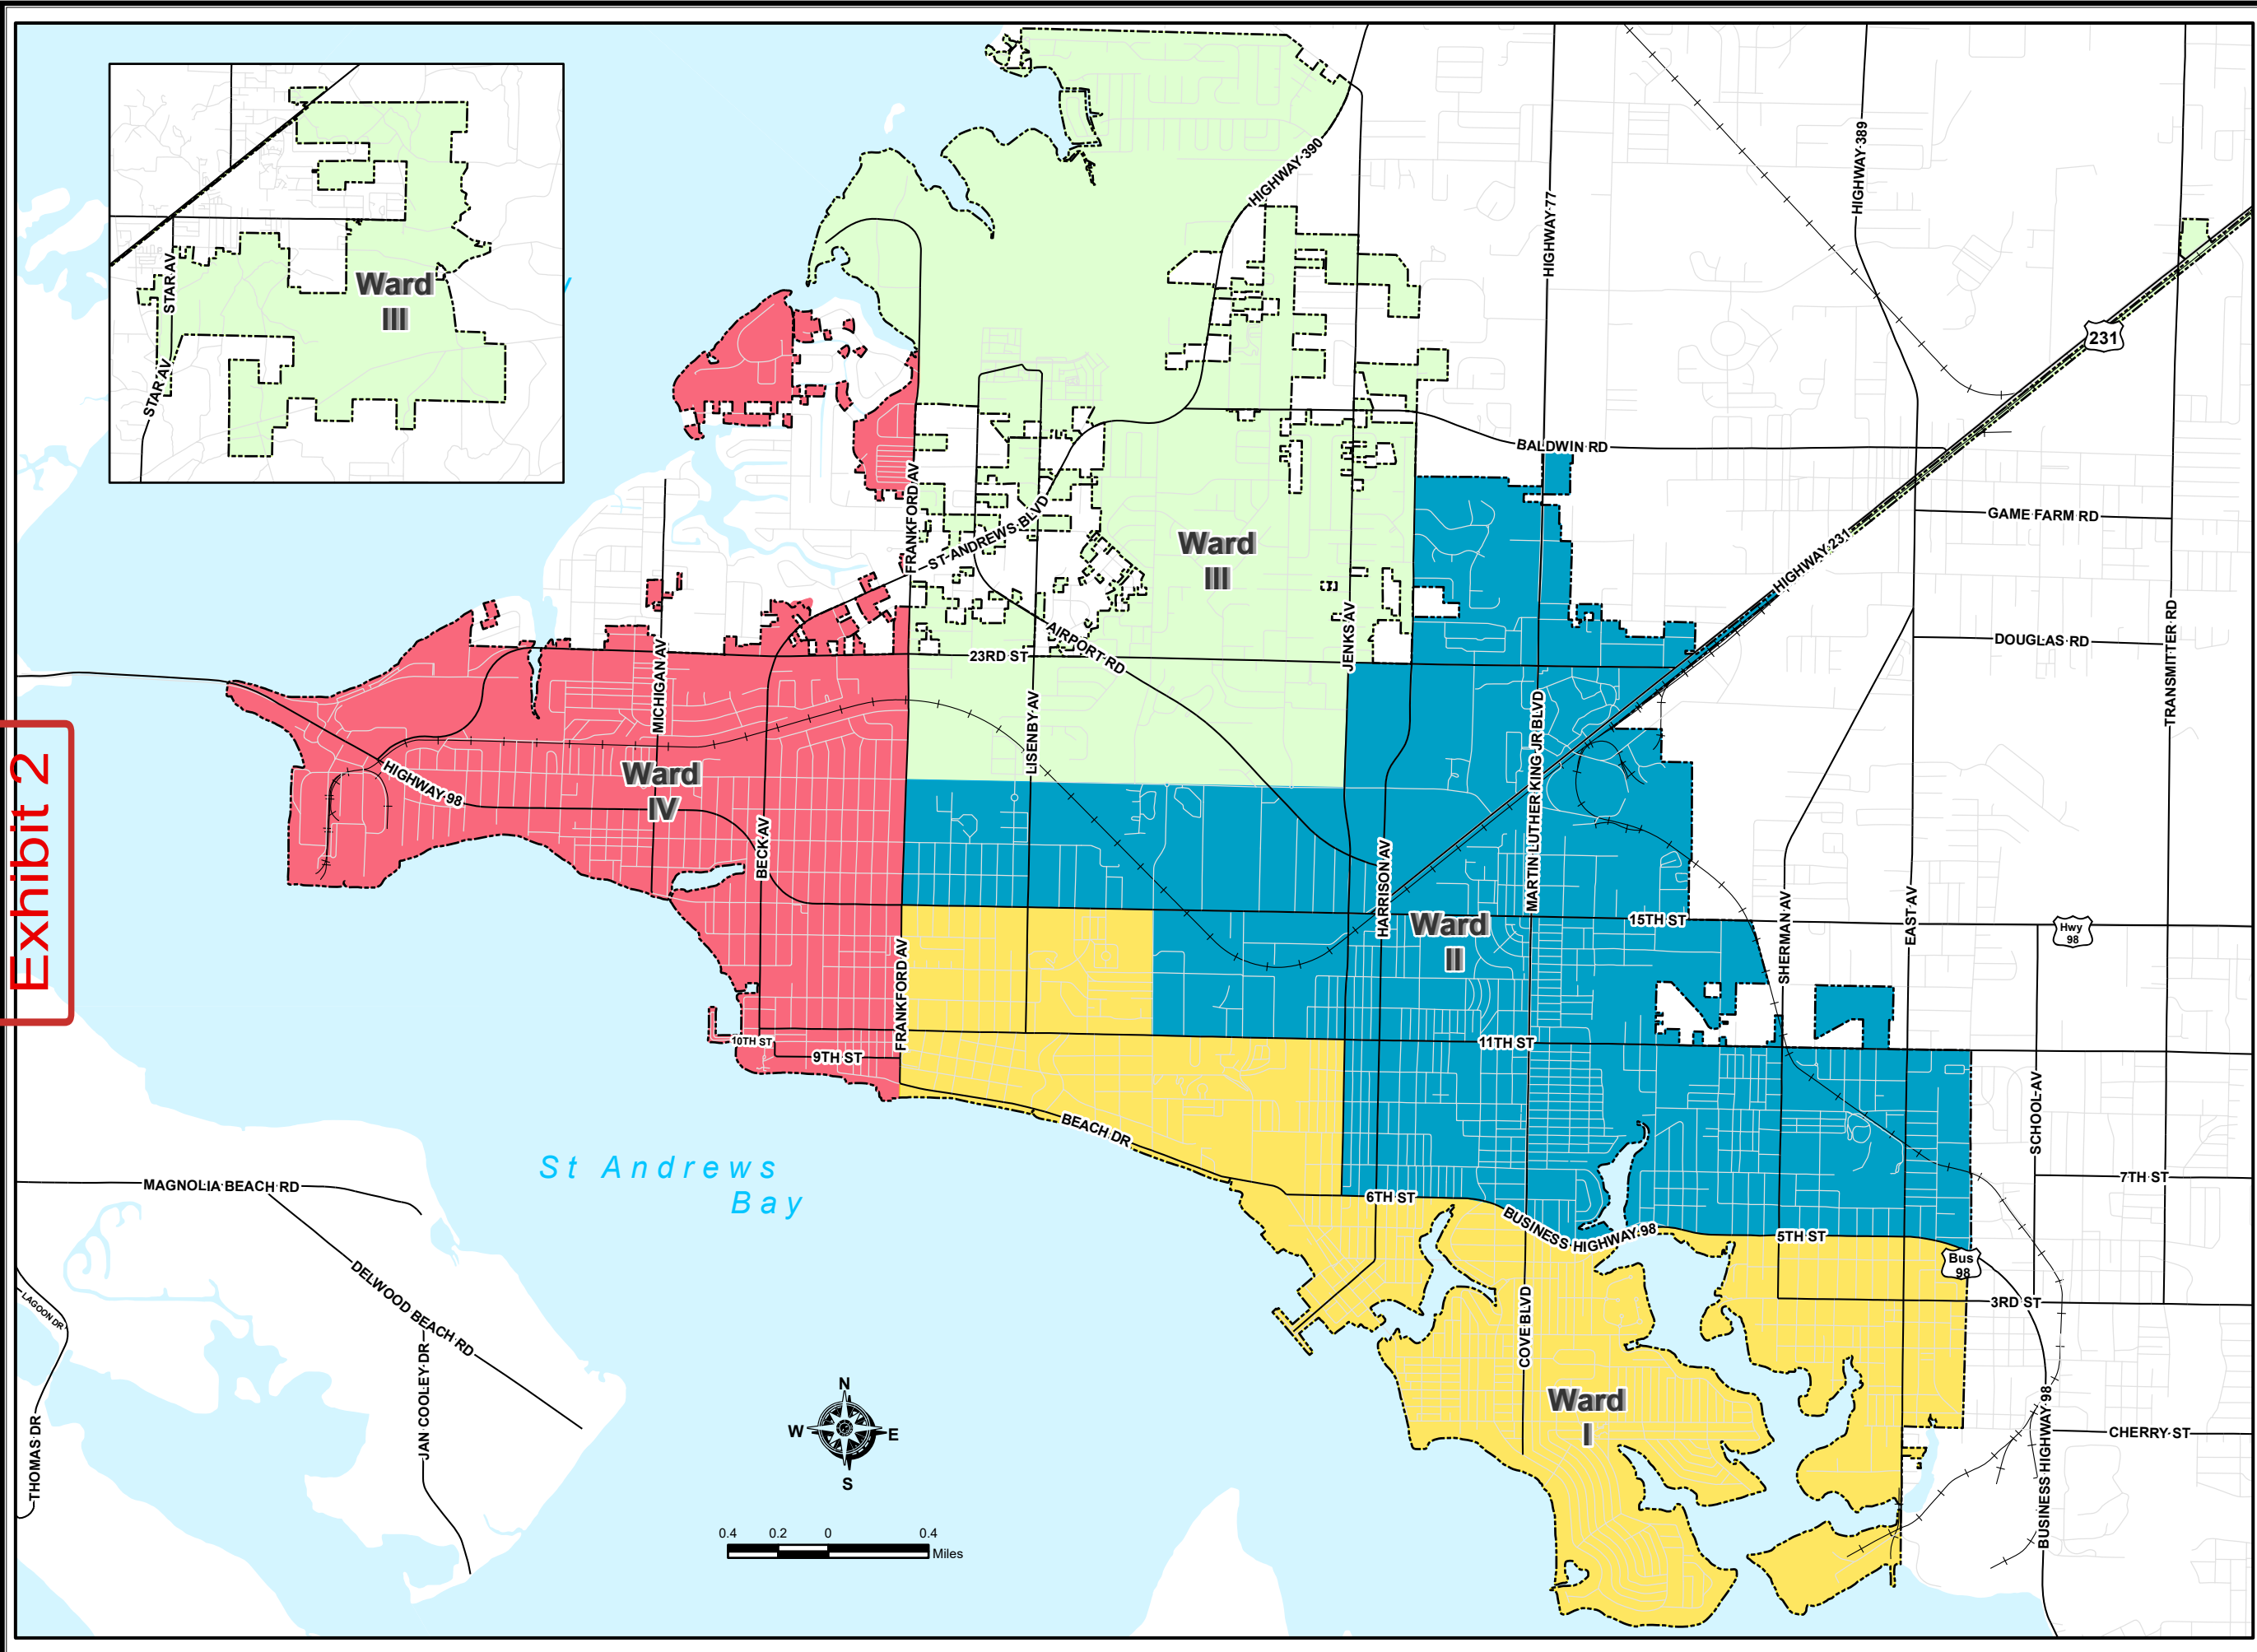 Exhibit 2
Ward
III
STAR AV
STAR AV
y
HIGHWAY 390
HIGHWAY 77
HIGHWAY 389
231
BALDWIN RD
GAME FARM RD
HIGHWAY 231
DOUGLAS RD
TRANSMITTER RD
FRANKFORD AV
ST ANDREWS BLVD
Ward
III
AIRPORT RD
23RD ST
JENKS AV
MICHIGAN AV
LISENBY AV
MARTIN LUTHER KING JR BLVD
HIGHWAY 98
Ward
IV
BECK AV
HARRISON AV
Ward
II
15TH ST
SHERMAN AV
EAST AV
Hwy
98
FRANKFORD AV
10TH ST
9TH ST
11TH ST
SCHOOL AV
BEACH DR
St Andrews
Bay
MAGNOLIA BEACH RD
7TH ST
6TH ST
BUSINESS HIGHWAY 98
5TH ST
Bus
98
3RD ST
LAGOON DR
DELWOOD BEACH RD
JAN COOLEY DR
THOMAS DR
COVE BLVD
Ward
I
BUSINESS HIGHWAY 98
CHERRY ST
N
W
E
S
0.4 0.2 0 0.4
Miles